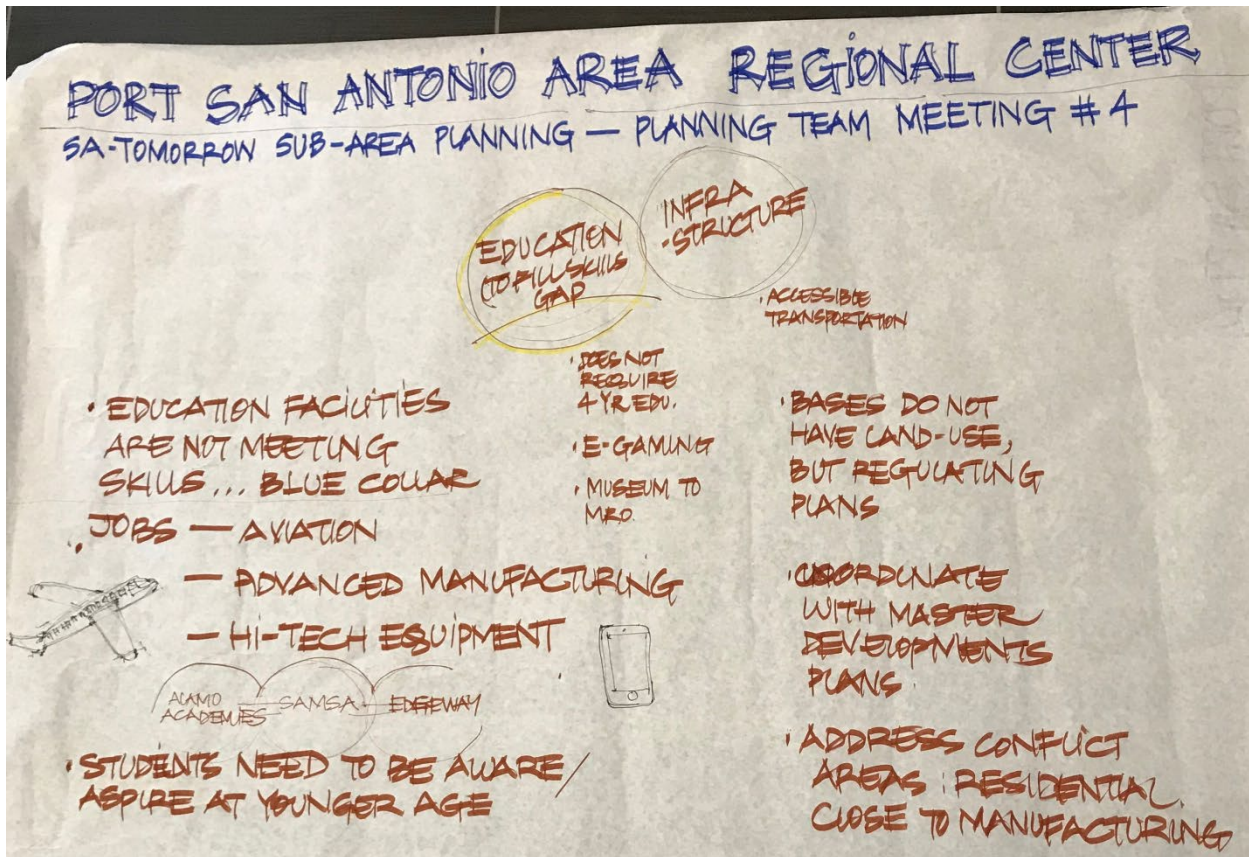 PORT SAN ANTONIO AREA REGIONAL CENTER
SA-TOMORROW SUB-AREA PLANNING — PLANNING TEAM MEETING #4
EDUCATION
(TO FILL SKILLS
GAP
INFRA
-STRUCTURE
· ACCESSIBLE
TRANSPORTATION
· DOES NOT
REQUIRE
4 YR EDU.
· E-GAMING
· MUSEUM TO
MRO.
· EDUCATION FACILITIES
ARE NOT MEETING
SKILLS... BLUE COLLAR
· JOBS — AVIATION
— ADVANCED MANUFACTURING
— HI-TECH EQUIPMENT
ALAMO
ACADEMIES
SAMSA
EDGEWAY
· STUDENTS NEED TO BE AWARE/
ASPIRE AT YOUNGER AGE
· BASES DO NOT
HAVE LAND-USE,
BUT REGULATING
PLANS
· COORDINATE
WITH MASTER
DEVELOPMENTS
PLANS.
· ADDRESS CONFLICT
AREAS : RESIDENTIAL
CLOSE TO MANUFACTURING